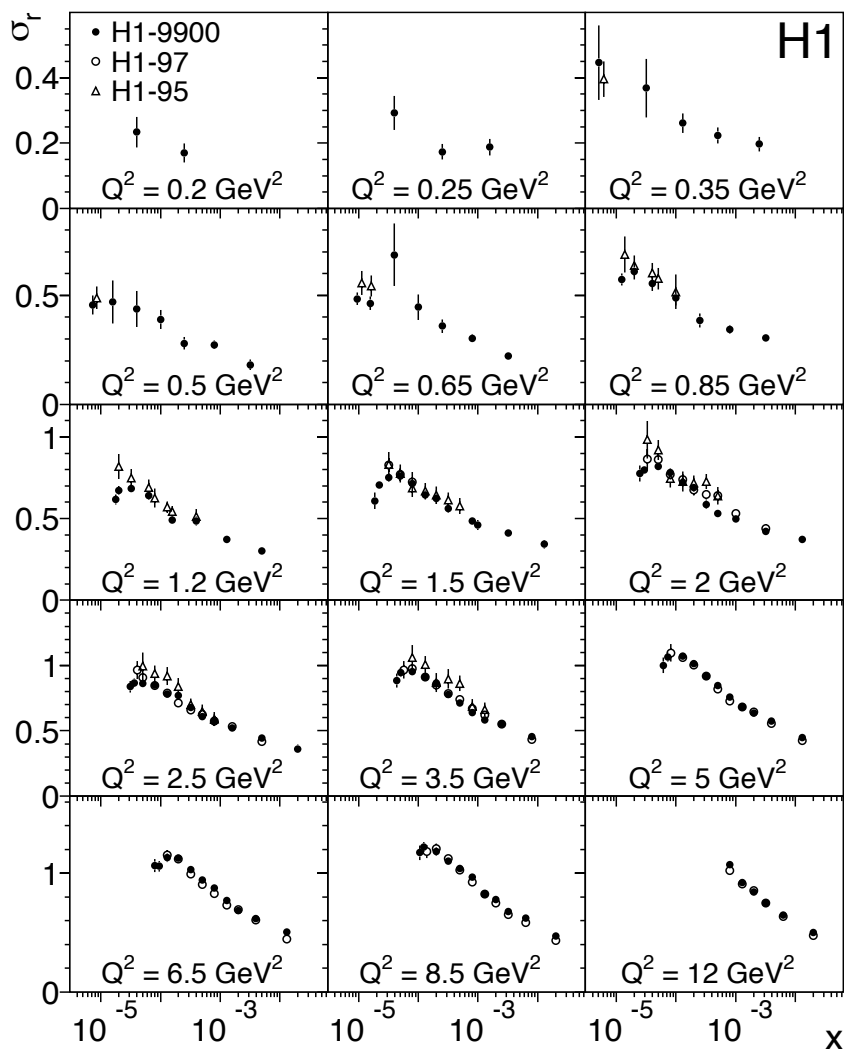 σr
H1
H1-9900
H1-97
H1-95
0.4
0.2
0
Q² = 0.2 GeV²
Q² = 0.25 GeV²
Q² = 0.35 GeV²
0.5
0
Q² = 0.5 GeV²
Q² = 0.65 GeV²
Q² = 0.85 GeV²
1
0.5
0
Q² = 1.2 GeV²
Q² = 1.5 GeV²
Q² = 2 GeV²
1
0.5
0
Q² = 2.5 GeV²
Q² = 3.5 GeV²
Q² = 5 GeV²
1
0
Q² = 6.5 GeV²
Q² = 8.5 GeV²
Q² = 12 GeV²
10⁻⁵ 10⁻³ 10⁻⁵ 10⁻³ 10⁻⁵ 10⁻³ x